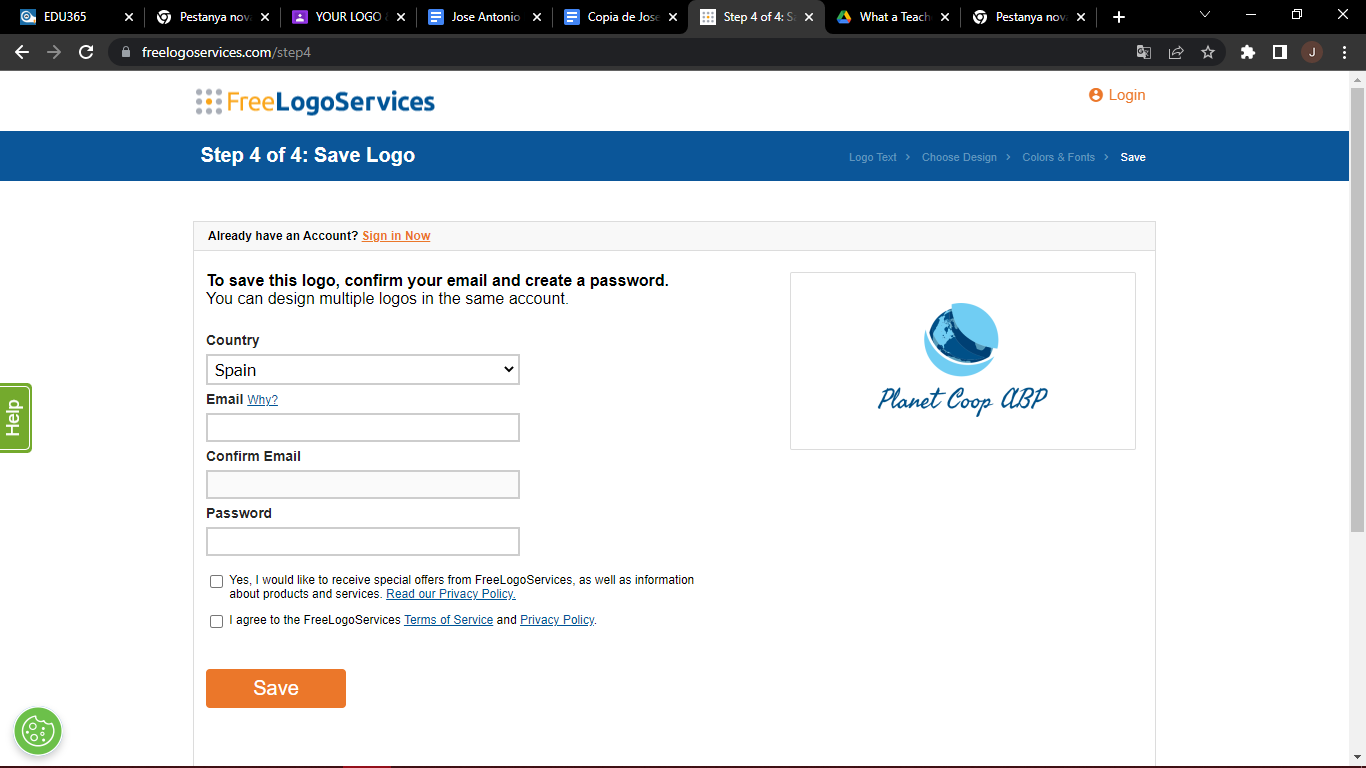 EDU365
Pestanya nov
YOUR LOGO
Jose Antonio
Copia de Jose
Step 4 of 4: S
What a Teach
Pestanya nov
freelogoservices.com/step4
J
FreeLogoServices
Login
Step 4 of 4: Save Logo
Logo Text > Choose Design > Colors & Fonts > Save
Already have an Account? Sign in Now
To save this logo, confirm your email and create a password.
You can design multiple logos in the same account.
Country
Spain
Email Why?
Confirm Email
Password
Yes, I would like to receive special offers from FreeLogoServices, as well as information
about products and services. Read our Privacy Policy.
I agree to the FreeLogoServices Terms of Service and Privacy Policy.
Save
Planet Coop ABP
Help